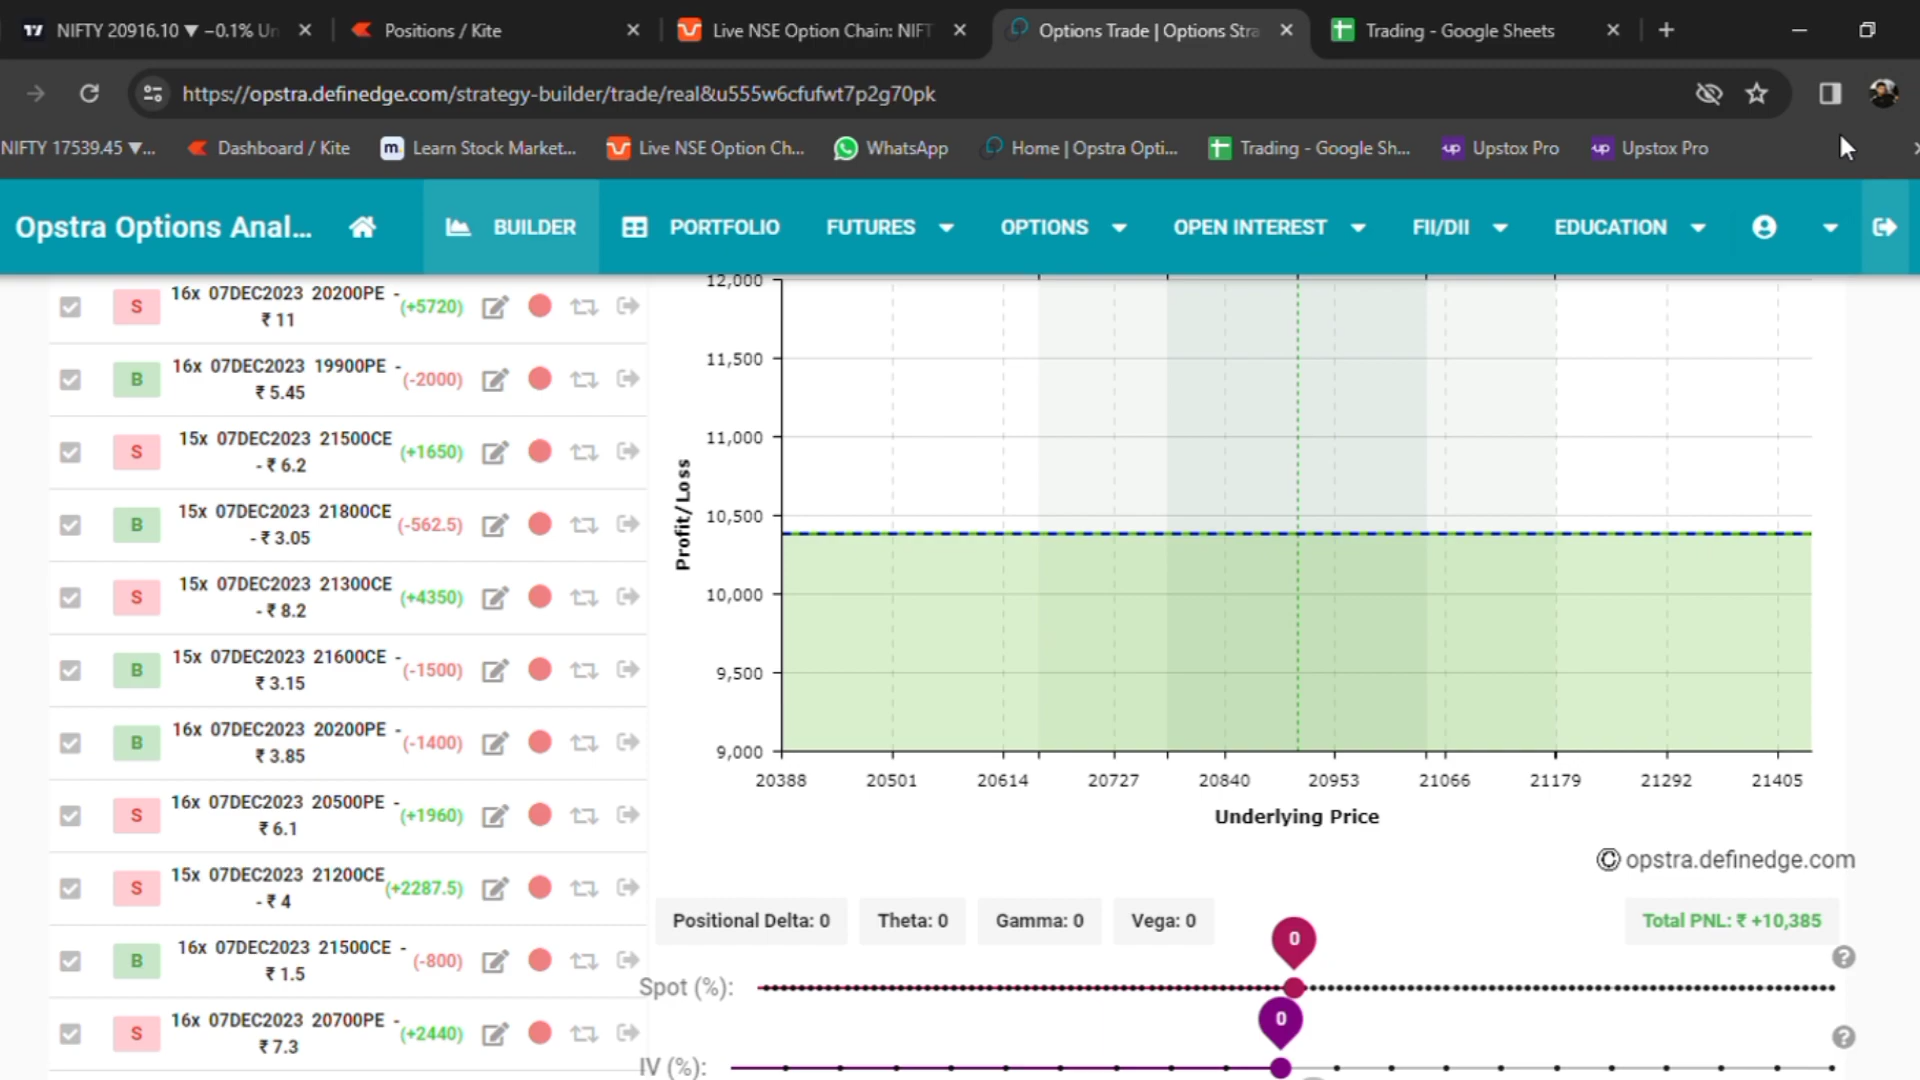 NIFTY 20916.10 ▼ −0.1% Un
Positions / Kite
Live NSE Option Chain: NIFT
Options Trade | Options Stra
Trading - Google Sheets
https://opstra.definedge.com/strategy-builder/trade/real&u555w6cfufwt7p2g70pk
NIFTY 17539.45 ▼...
Dashboard / Kite
m
Learn Stock Market...
Live NSE Option Ch...
WhatsApp
Home | Opstra Opti...
Trading - Google Sh...
up
Upstox Pro
up
Upstox Pro
Opstra Options Anal...
BUILDER
PORTFOLIO
FUTURES
OPTIONS
OPEN INTEREST
FII/DII
EDUCATION
S
16x 07DEC2023 20200PE -
₹ 11
(+5720)
B
16x 07DEC2023 19900PE -
₹ 5.45
(-2000)
S
15x 07DEC2023 21500CE
- ₹ 6.2
(+1650)
B
15x 07DEC2023 21800CE
- ₹ 3.05
(-562.5)
S
15x 07DEC2023 21300CE
- ₹ 8.2
(+4350)
B
15x 07DEC2023 21600CE -
₹ 3.15
(-1500)
B
16x 07DEC2023 20200PE -
₹ 3.85
(-1400)
S
16x 07DEC2023 20500PE -
₹ 6.1
(+1960)
S
15x 07DEC2023 21200CE
- ₹ 4
(+2287.5)
B
16x 07DEC2023 21500CE -
₹ 1.5
(-800)
S
16x 07DEC2023 20700PE -
₹ 7.3
(+2440)
Profit/Loss
12,000
11,500
11,000
10,500
10,000
9,500
9,000
20388 20501 20614 20727 20840 20953 21066 21179 21292 21405
Underlying Price
© opstra.definedge.com
Positional Delta: 0
Theta: 0
Gamma: 0
Vega: 0
Total PNL: ₹ +10,385
0
?
Spot (%):
0
?
IV (%):